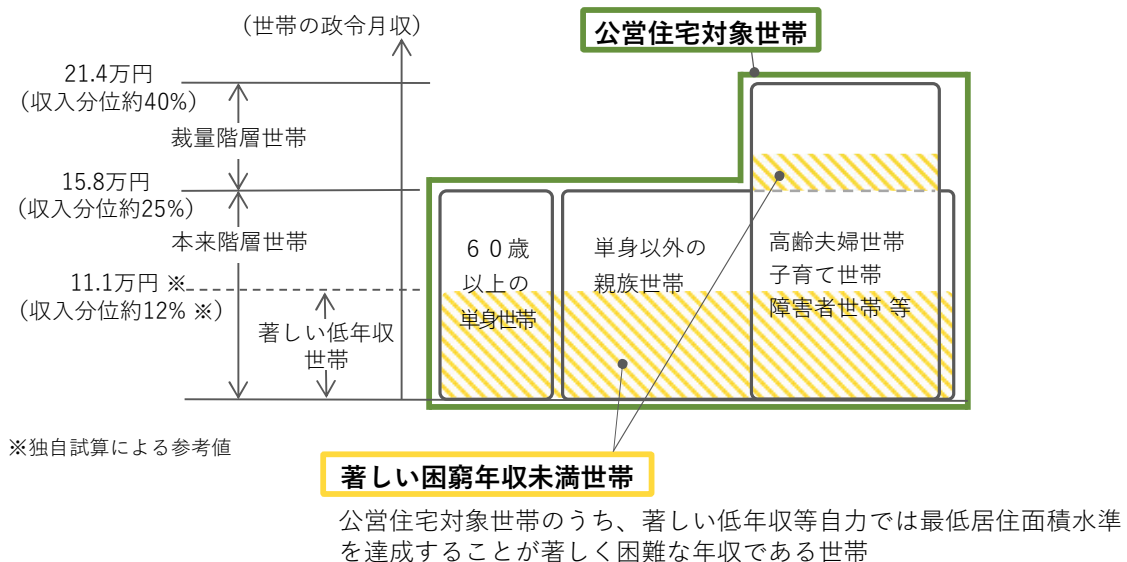 (世帯の政令月収)
公営住宅対象世帯
21.4万円
(収入分位約40%)
裁量階層世帯
15.8万円
(収入分位約25%)
本来階層世帯
６０歳
以上の
単身世帯
単身以外の
親族世帯
高齢夫婦世帯
子育て世帯
障害者世帯 等
11.1万円 ※
(収入分位約12% ※)
著しい低年収
世帯
※独自試算による参考値
著しい困窮年収未満世帯
公営住宅対象世帯のうち、著しい低年収等自力では最低居住面積水準
を達成することが著しく困難な年収である世帯